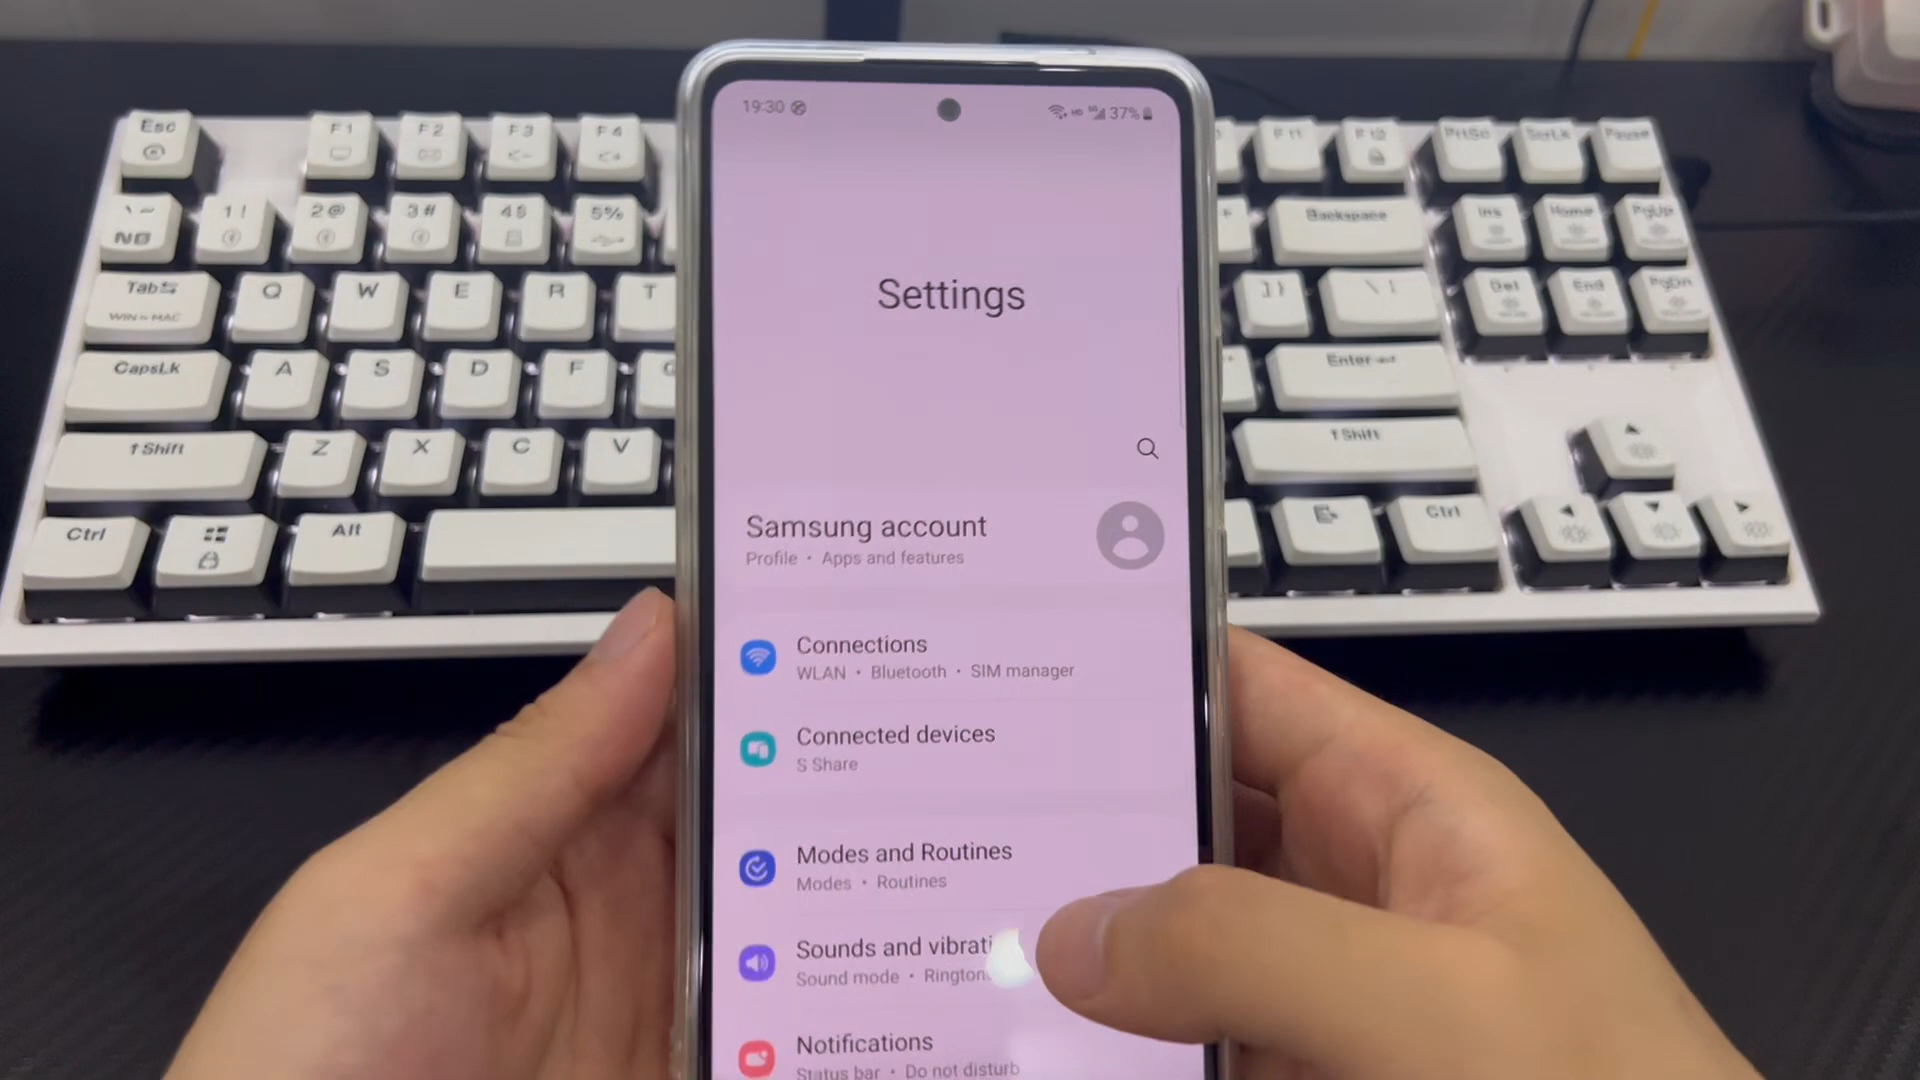 19:30
37%
Settings
Samsung account
Profile • Apps and features
Connections
WLAN • Bluetooth • SIM manager
Connected devices
S Share
Modes and Routines
Modes • Routines
Sounds and vibrati
Sound mode • Rington
Notifications
Status bar • Do not disturb
Esc
F1
F2
F3
F4
F11
F12
PrtSc
ScrLk
Pause
1 !
2 @
3 #
4 $
5 %
Backspace
Ins
Home
PgUp
Tab
WIN MAC
Q
W
E
R
T
] }
\ |
Del
End
PgDn
CapsLk
A
S
D
F
Enter
↑Shift
Z
X
C
V
↑Shift
Ctrl
Alt
Ctrl